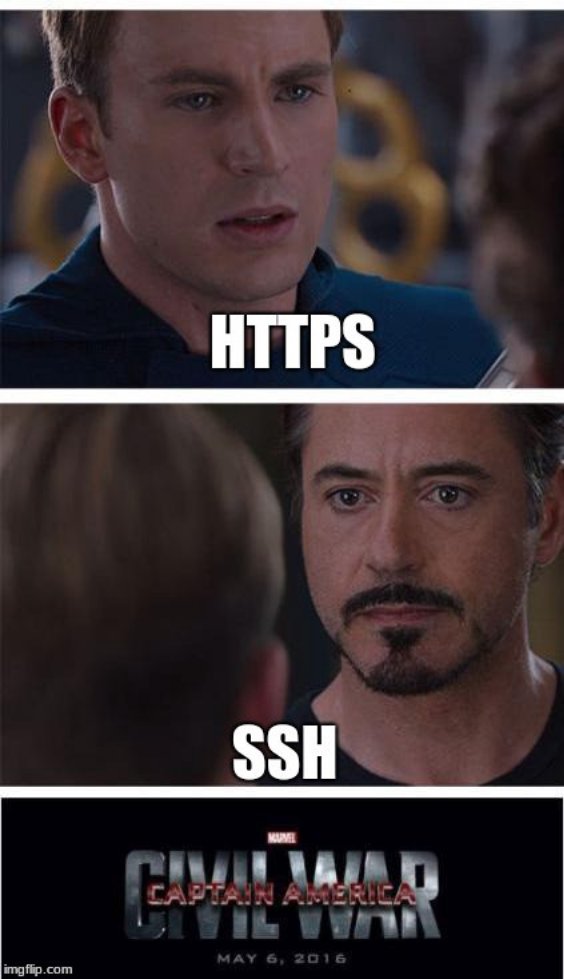 HTTPS
SSH
MARVEL
CIVIL WAR
CAPTAIN AMERICA
MAY 6, 2016
imgflip.com